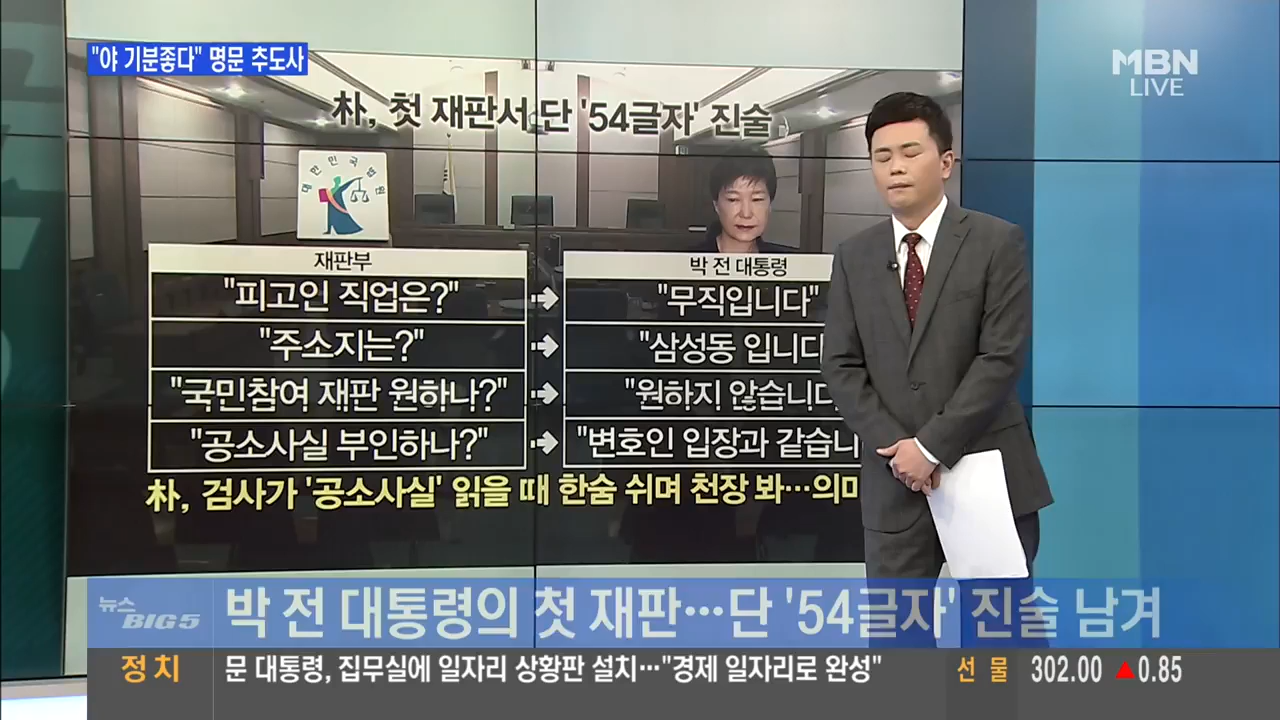 "야 기분좋다" 명문 추도사
MBN
LIVE
朴, 첫 재판서 단 '54글자' 진술
대한민국법원
재판부
박 전 대통령
"피고인 직업은?"
"무직입니다"
"주소지는?"
"삼성동 입니다
"국민참여 재판 원하나?"
"원하지 않습니다
"공소사실 부인하나?"
"변호인 입장과 같습니
朴, 검사가 '공소사실' 읽을 때 한숨 쉬며 천장 봐…의미
뉴스 BIG5
박 전 대통령의 첫 재판…단 '54글자' 진술 남겨
정치
문 대통령, 집무실에 일자리 상황판 설치…"경제 일자리로 완성"
선물 302.00 ▲0.85